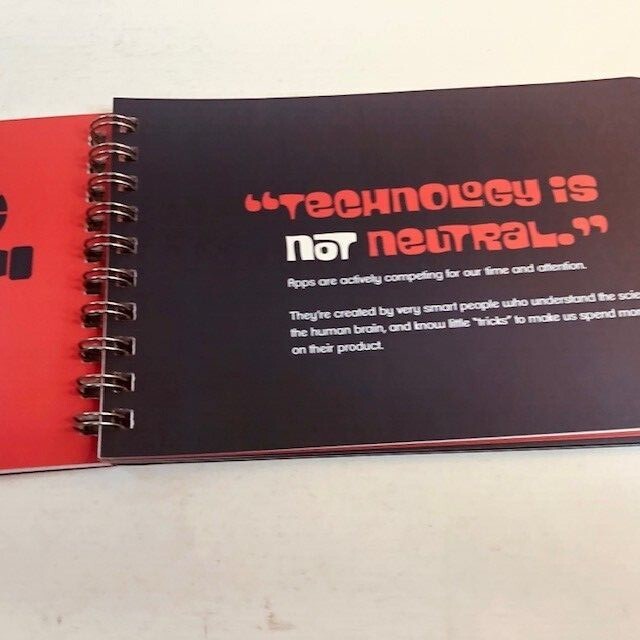 “Technology is
not neutral.”
Apps are actively competing for our time and attention.
They're created by very smart people who understand the
the human brain, and know little “tricks” to make us spend
on their product.